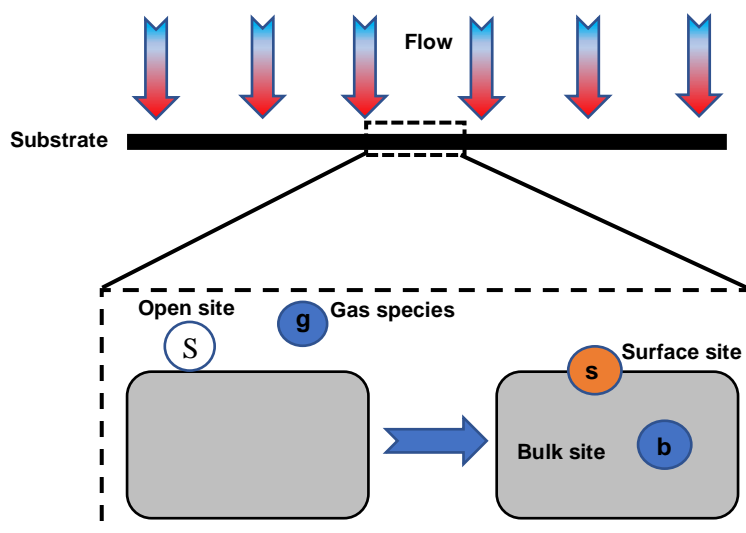 Flow
Substrate
Open site
g
Gas species
S
Surface site
s
Bulk site
b